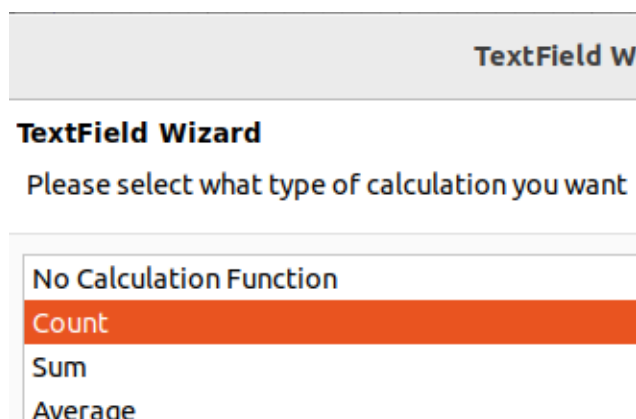 TextField W
TextField Wizard
Please select what type of calculation you want
No Calculation Function
Count
Sum
Average